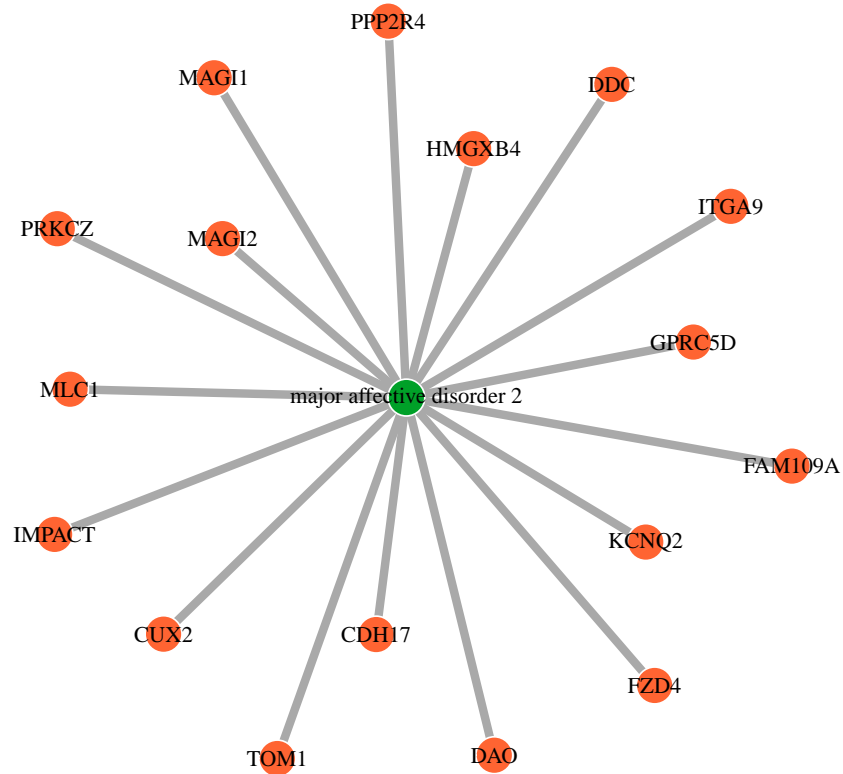 PPP2R4
MAGI1
DDC
HMGXB4
ITGA9
PRKCZ
MAGI2
GPRC5D
MLC1
major affective disorder 2
FAM109A
IMPACT
KCNQ2
CUX2
CDH17
FZD4
TOM1
DAO